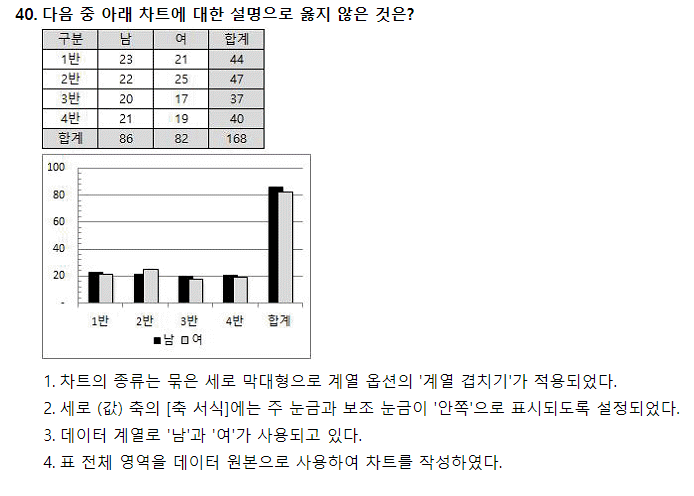 40. 다음 중 아래 차트에 대한 설명으로 옳지 않은 것은?
구분 남 여 합계
1반 23 21 44
2반 22 25 47
3반 20 17 37
4반 21 19 40
합계 86 82 168
100
80
60
40
20
-
1반 2반 3반 4반 합계
■남 □여
1. 차트의 종류는 묶은 세로 막대형으로 계열 옵션의 '계열 겹치기'가 적용되었다.
2. 세로 (값) 축의 [축 서식]에는 주 눈금과 보조 눈금이 '안쪽'으로 표시되도록 설정되었다.
3. 데이터 계열로 '남'과 '여'가 사용되고 있다.
4. 표 전체 영역을 데이터 원본으로 사용하여 차트를 작성하였다.